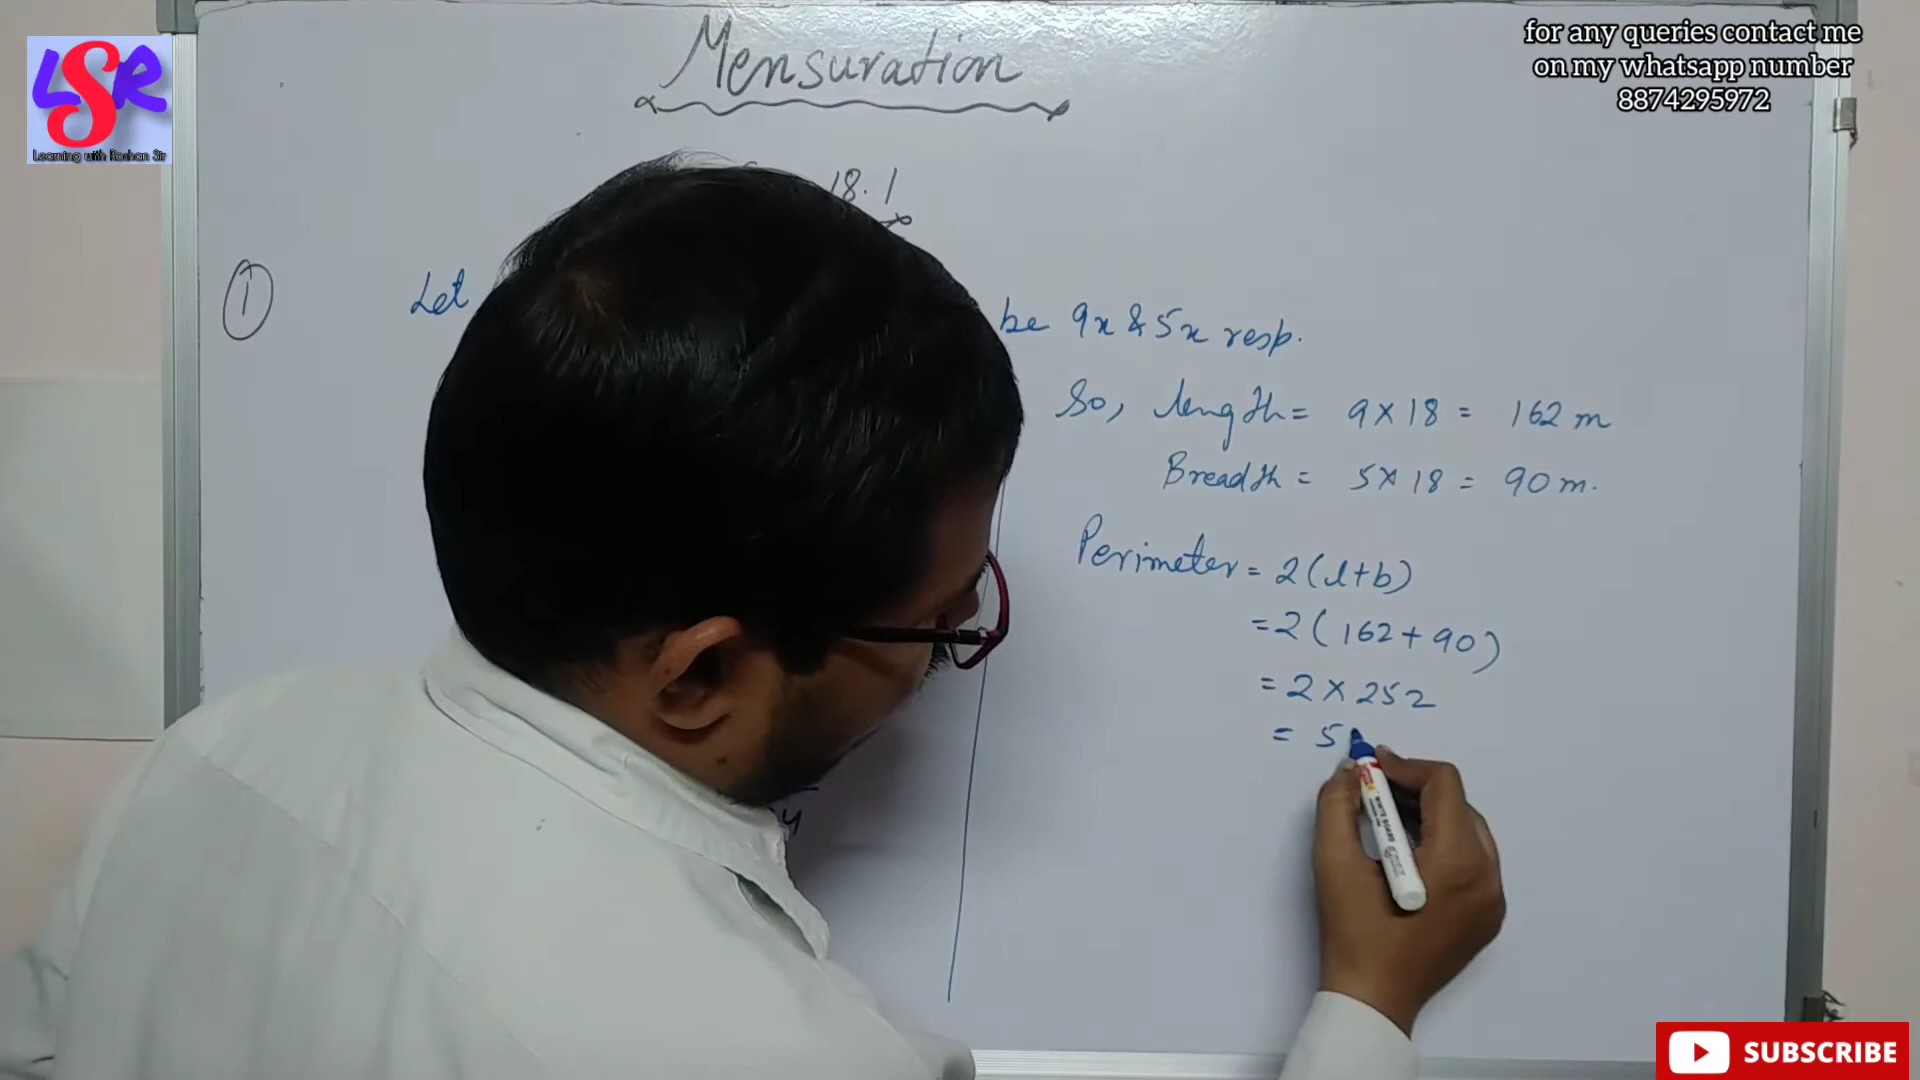 LSR
Learning with Roshan Sir
for any queries contact me
on my whatsapp number
8874295972
Mensuration
18.1
1
Let
be 9x & 5x resp.
So, length = 9 × 18 = 162 m
Breadth = 5 × 18 = 90 m.
Perimeter = 2(l+b)
= 2(162 + 90)
= 2 × 252
= 5
SUBSCRIBE